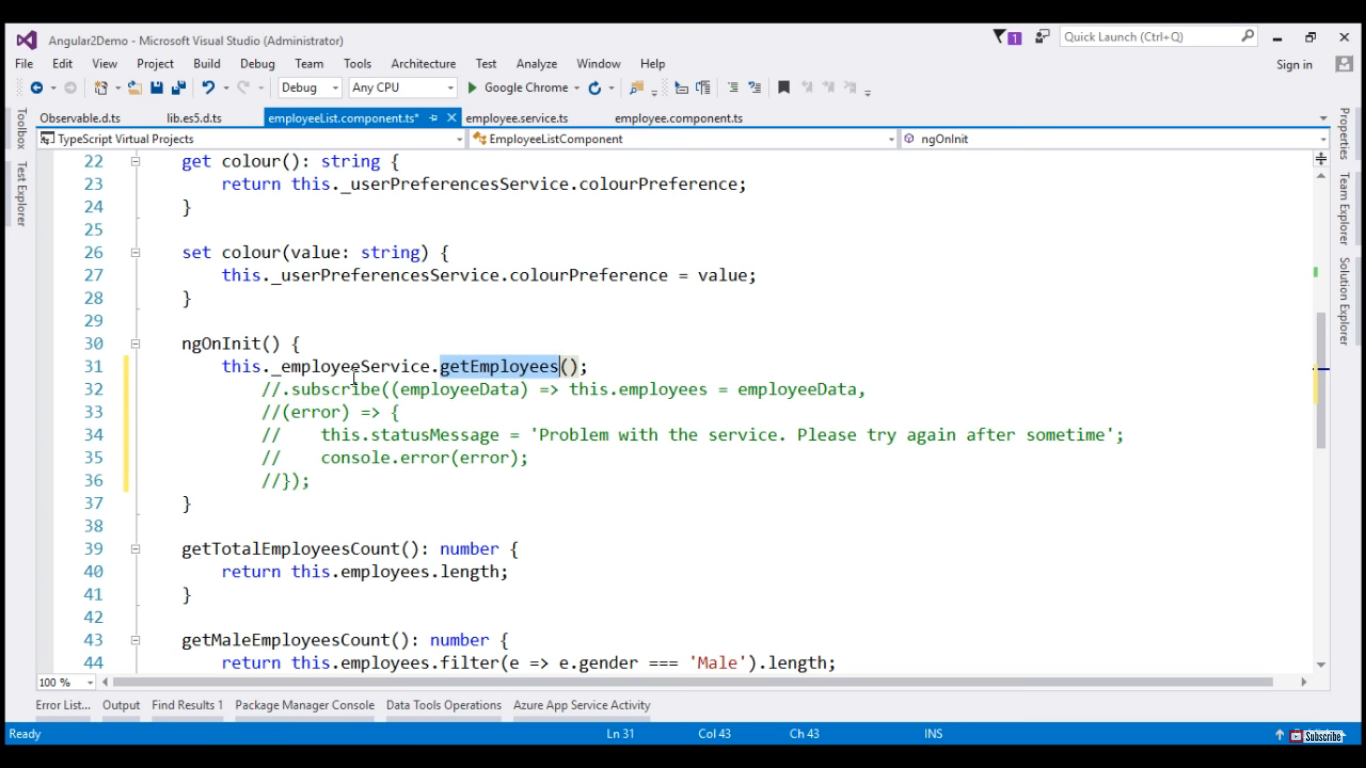 Angular2Demo - Microsoft Visual Studio (Administrator)
1
Quick Launch (Ctrl+Q)
File Edit View Project Build Debug Team Tools Architecture Test Analyze Window Help
Sign in
Debug Any CPU Google Chrome
Observable.d.ts lib.es5.d.ts employeeList.component.ts* employee.service.ts employee.component.ts
TypeScript Virtual Projects EmployeeListComponent ngOnInit
Toolbox
Test Explorer
22 get colour(): string {
23 return this._userPreferencesService.colourPreference;
24 }
25
26 set colour(value: string) {
27 this._userPreferencesService.colourPreference = value;
28 }
29
30 ngOnInit() {
31 this._employeeService.getEmployees();
32 //.subscribe((employeeData) => this.employees = employeeData,
33 //(error) => {
34 // this.statusMessage = 'Problem with the service. Please try again after sometime';
35 // console.error(error);
36 //});
37 }
38
39 getTotalEmployeesCount(): number {
40 return this.employees.length;
41 }
42
43 getMaleEmployeesCount(): number {
44 return this.employees.filter(e => e.gender === 'Male').length;
Properties
Team Explorer
Solution Explorer
100 %
Error List... Output Find Results 1 Package Manager Console Data Tools Operations Azure App Service Activity
Ready Ln 31 Col 43 Ch 43 INS
Subscribe